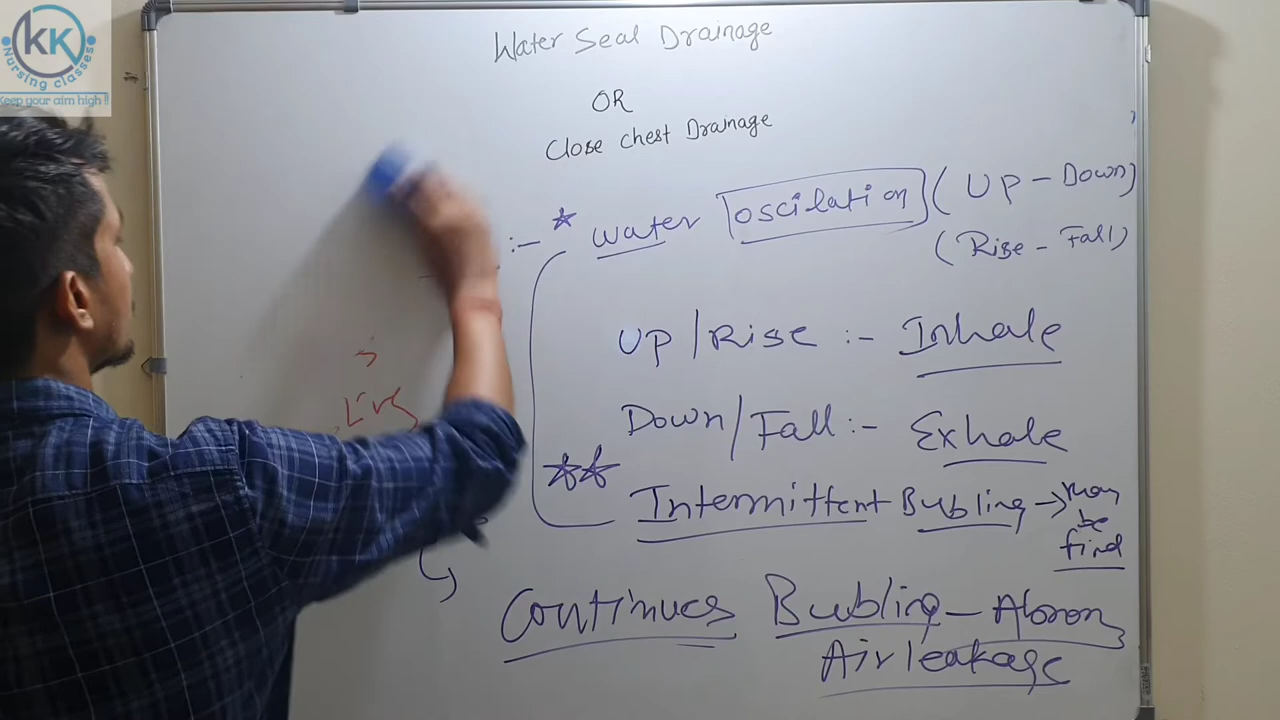 KK
Nursing classes
Keep your aim high !!
Water Seal Drainage
OR
Close Chest Drainage
:- * Water Oscilation ( UP - Down )
( Rise - Fall )
UP / Rise :- Inhale
Down / Fall :- Exhale
** Intermittent Bubling → may
be
find
Continues Bubling - Abnon
Air leakage